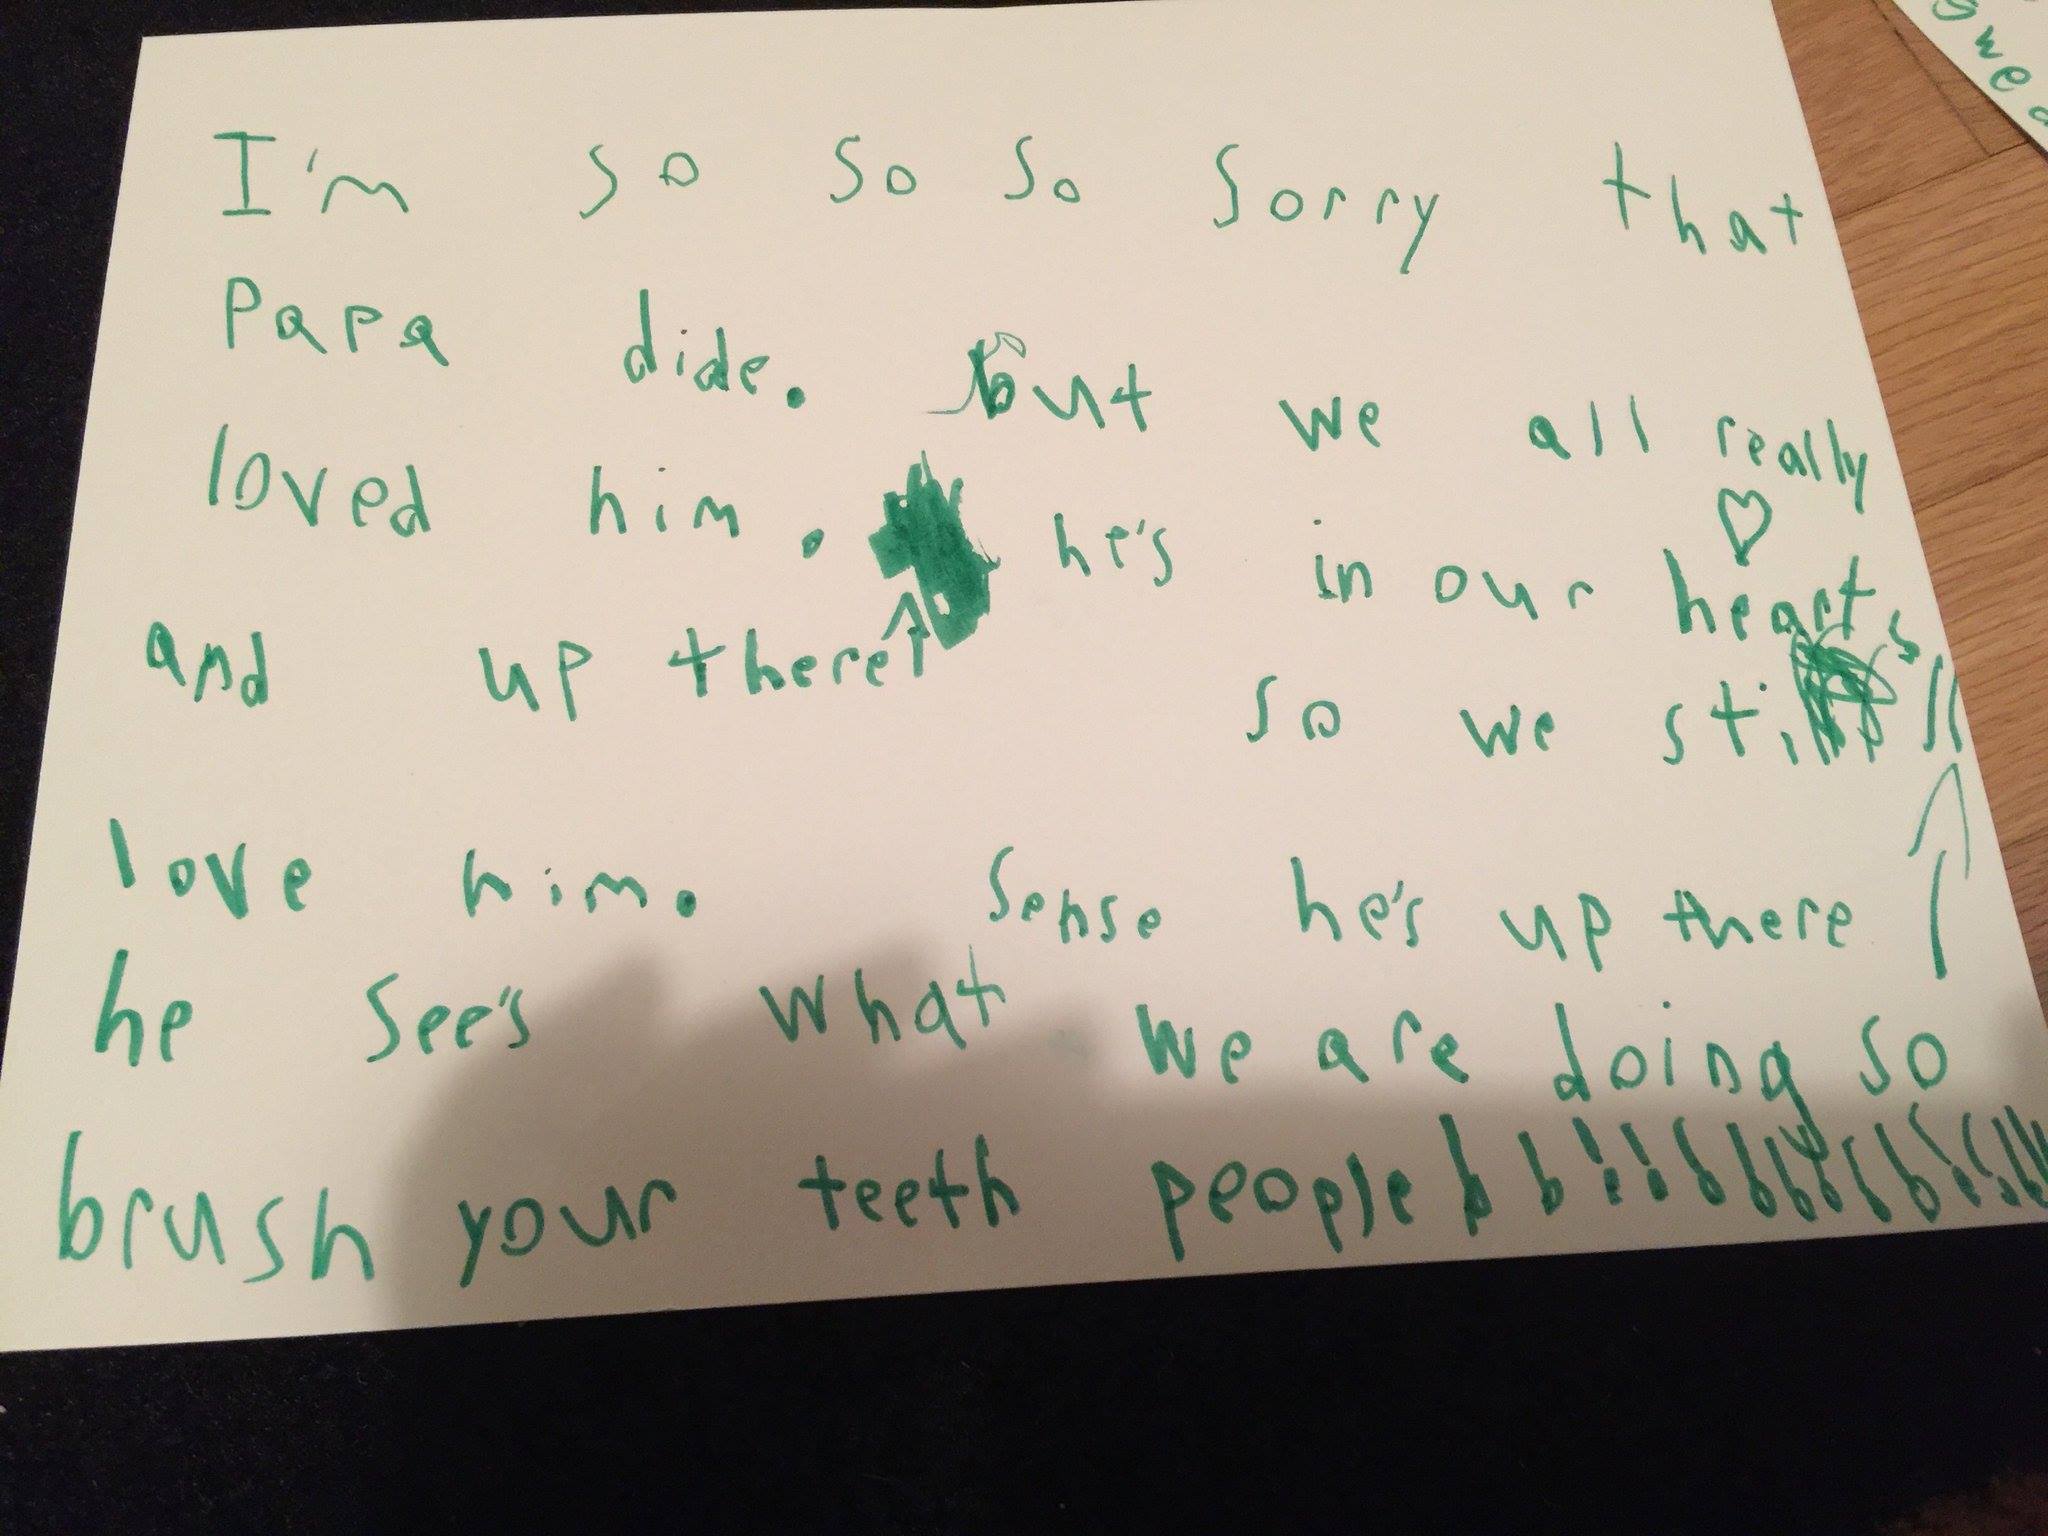 I'm so so so sorry that
Papa dide. but we all really
loved him. he's in our hearts
and up there↑ so we still
love him. Sense he's up there ↑
he see's what we are doing so
brush your teeth people!!!!!!!!!!!!!!
swe